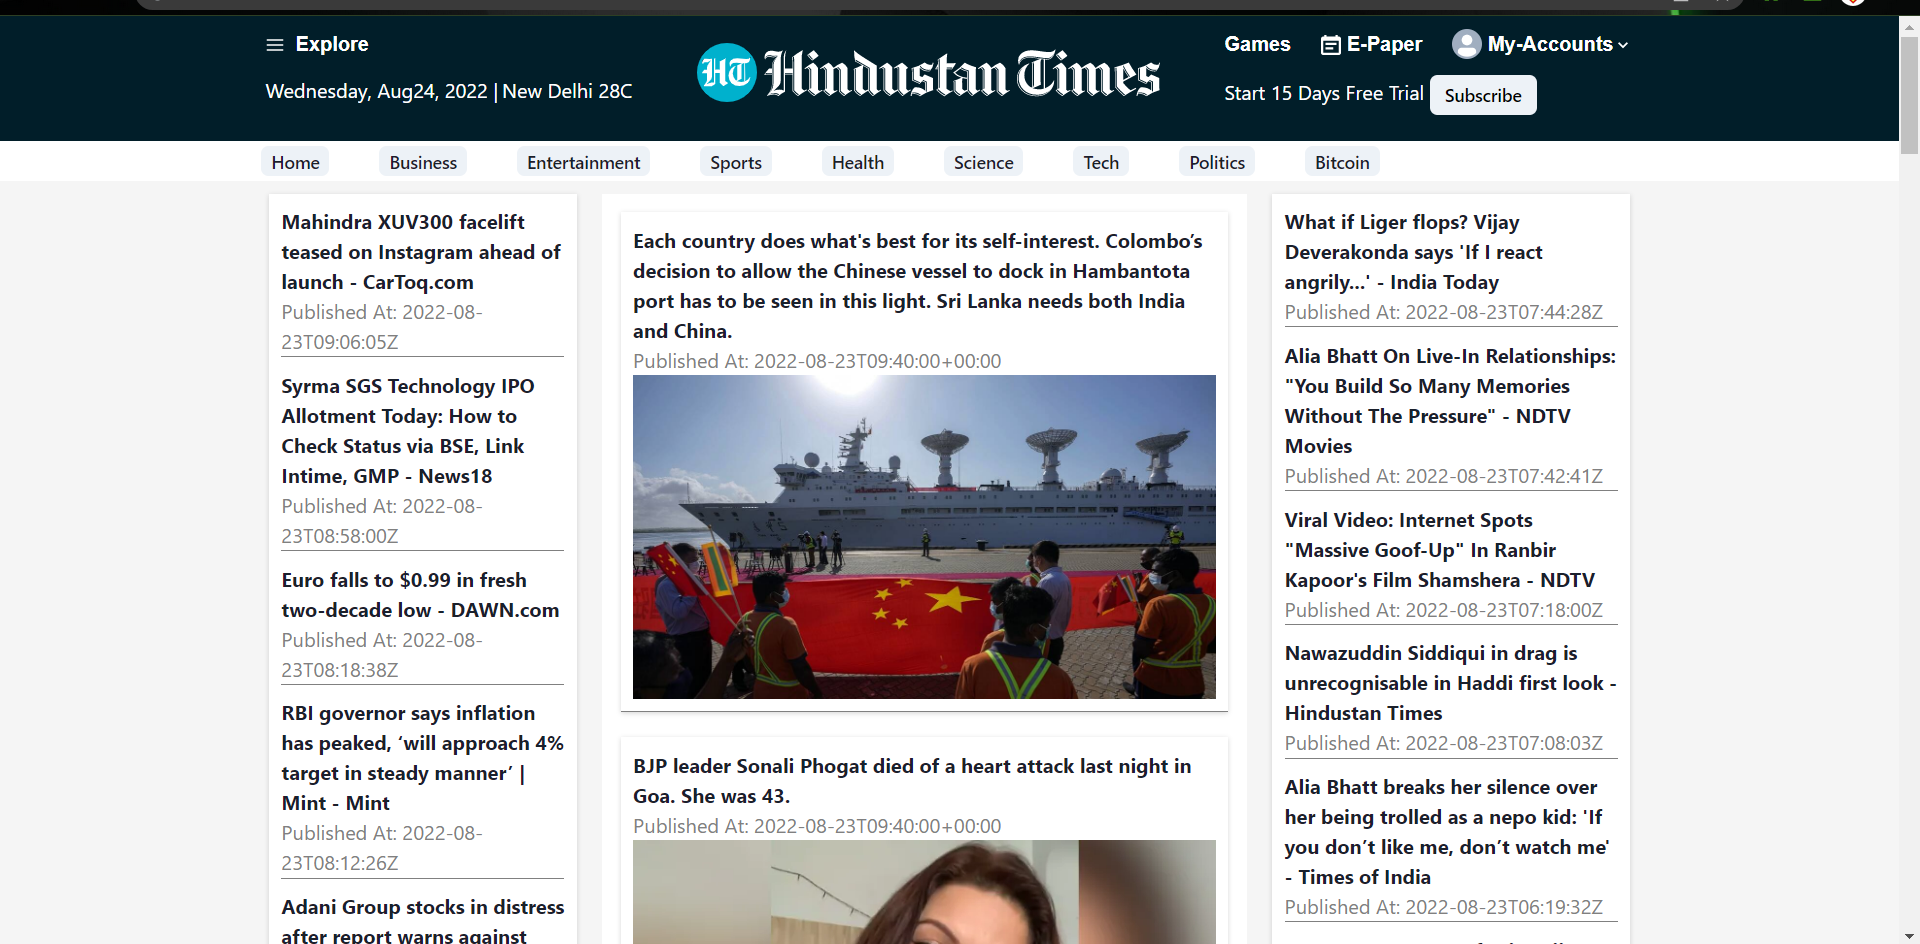 Explore
Wednesday, Aug24, 2022 | New Delhi 28C
HT Hindustan Times
Games E-Paper My-Accounts
Start 15 Days Free Trial Subscribe
Home Business Entertainment Sports Health Science Tech Politics Bitcoin
Mahindra XUV300 facelift
teased on Instagram ahead of
launch - CarToq.com
Published At: 2022-08-
23T09:06:05Z
Syrma SGS Technology IPO
Allotment Today: How to
Check Status via BSE, Link
Intime, GMP - News18
Published At: 2022-08-
23T08:58:00Z
Euro falls to $0.99 in fresh
two-decade low - DAWN.com
Published At: 2022-08-
23T08:18:38Z
RBI governor says inflation
has peaked, ‘will approach 4%
target in steady manner’ |
Mint - Mint
Published At: 2022-08-
23T08:12:26Z
Adani Group stocks in distress
after report warns against
Each country does what's best for its self-interest. Colombo’s
decision to allow the Chinese vessel to dock in Hambantota
port has to be seen in this light. Sri Lanka needs both India
and China.
Published At: 2022-08-23T09:40:00+00:00
BJP leader Sonali Phogat died of a heart attack last night in
Goa. She was 43.
Published At: 2022-08-23T09:40:00+00:00
What if Liger flops? Vijay
Deverakonda says 'If I react
angrily...' - India Today
Published At: 2022-08-23T07:44:28Z
Alia Bhatt On Live-In Relationships:
"You Build So Many Memories
Without The Pressure" - NDTV
Movies
Published At: 2022-08-23T07:42:41Z
Viral Video: Internet Spots
"Massive Goof-Up" In Ranbir
Kapoor's Film Shamshera - NDTV
Published At: 2022-08-23T07:18:00Z
Nawazuddin Siddiqui in drag is
unrecognisable in Haddi first look -
Hindustan Times
Published At: 2022-08-23T07:08:03Z
Alia Bhatt breaks her silence over
her being trolled as a nepo kid: 'If
you don’t like me, don’t watch me'
- Times of India
Published At: 2022-08-23T06:19:32Z